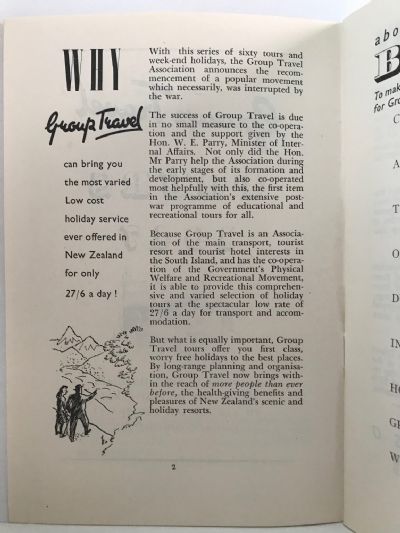 WHY
Group Travel
can bring you
the most varied
Low cost
holiday service
ever offered in
New Zealand
for only
27/6 a day !
With this series of sixty tours and
week-end holidays, the Group Travel
Association announces the recom-
mencement of a popular movement
which necessarily, was interrupted by
the war.
The success of Group Travel is due
in no small measure to the co-opera-
tion and the support given by the
Hon. W. E. Parry, Minister of Inter-
nal Affairs. Not only did the Hon.
Mr Parry help the Association during
the early stages of its formation and
development, but also co-operated
most helpfully with this, the first item
in the Association's extensive post-
war programme of educational and
recreational tours for all.
Because Group Travel is an Associa-
tion of the main transport, tourist
resort and tourist hotel interests in
the South Island, and has the co-opera-
tion of the Government's Physical
Welfare and Recreational Movement,
it is able to provide this comprehen-
sive and varied selection of holiday
tours at the spectacular low rate of
27/6 a day for transport and accom-
modation.
But what is equally important, Group
Travel tours offer you first class,
worry free holidays to the best places.
By long-range planning and organisa-
tion, Group Travel now brings with-
in the reach of more people than ever
before, the health-giving benefits and
pleasures of New Zealand's scenic and
holiday resorts.
2
abo
B
To mak
for Gro
C
A
T
O
D
IN
HO
GR
W